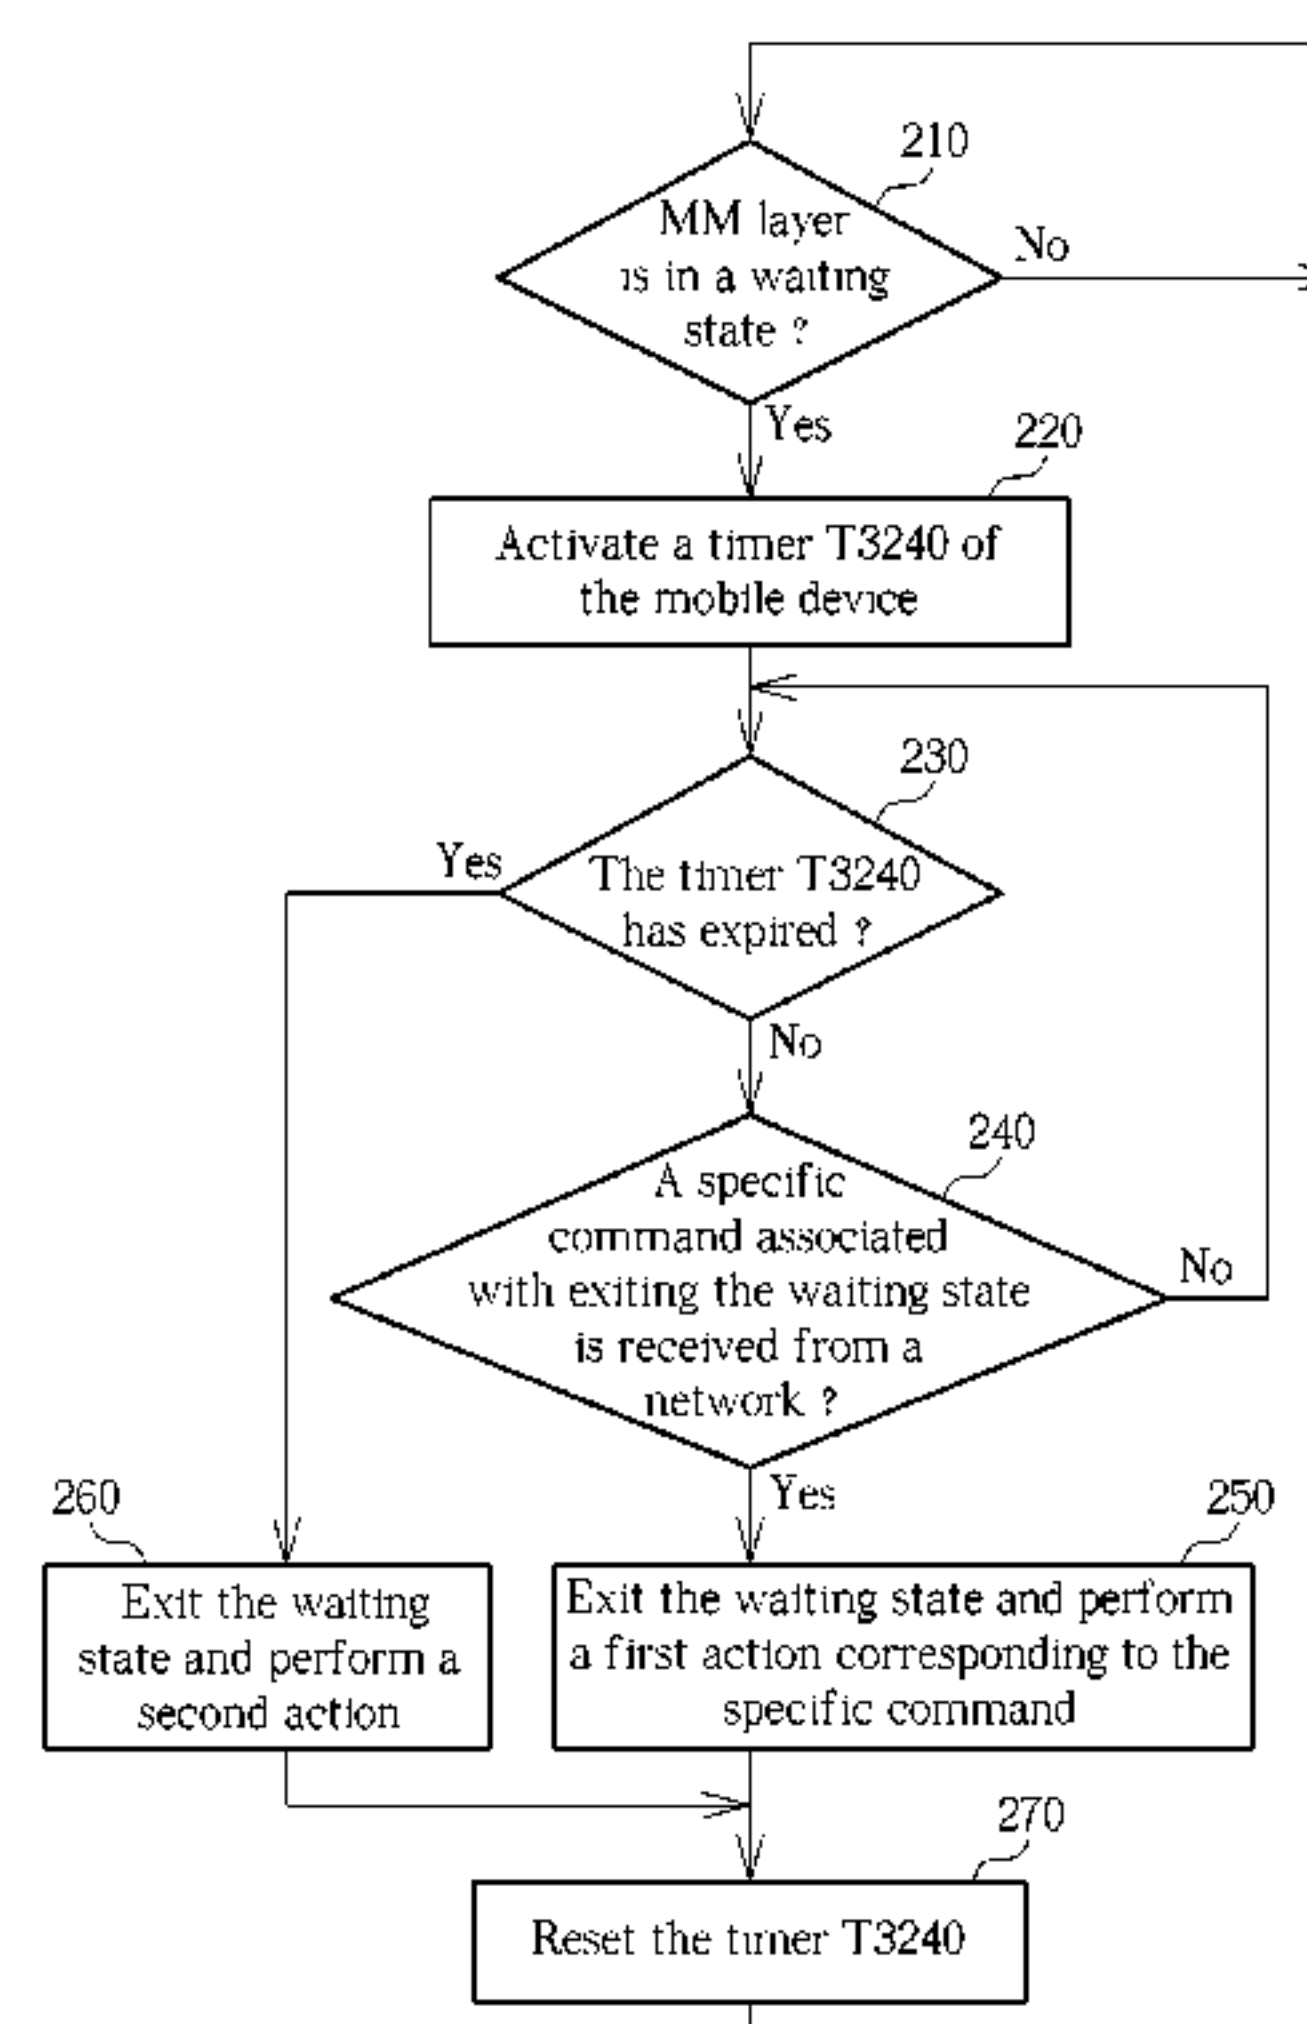 210
MM layer
is in a waiting
state ?
No
Yes
220
Activate a timer T3240 of
the mobile device
230
Yes
The timer T3240
has expired ?
No
240
A specific
command associated
with exiting the waiting state
is received from a
network ?
No
Yes
260
250
Exit the waiting
state and perform a
second action
Exit the waiting state and perform
a first action corresponding to the
specific command
270
Reset the timer T3240